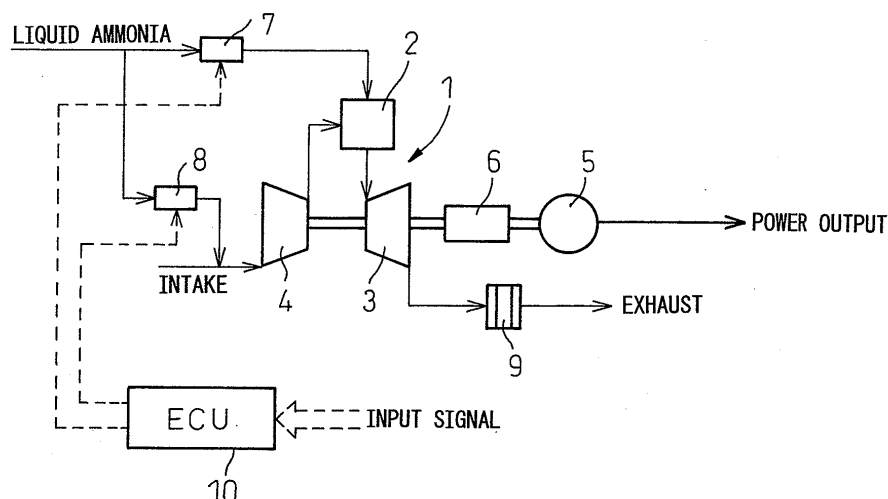 LIQUID AMMONIA
7
2
1
8
6
5
POWER OUTPUT
INTAKE
4
3
EXHAUST
9
ECU
INPUT SIGNAL
10